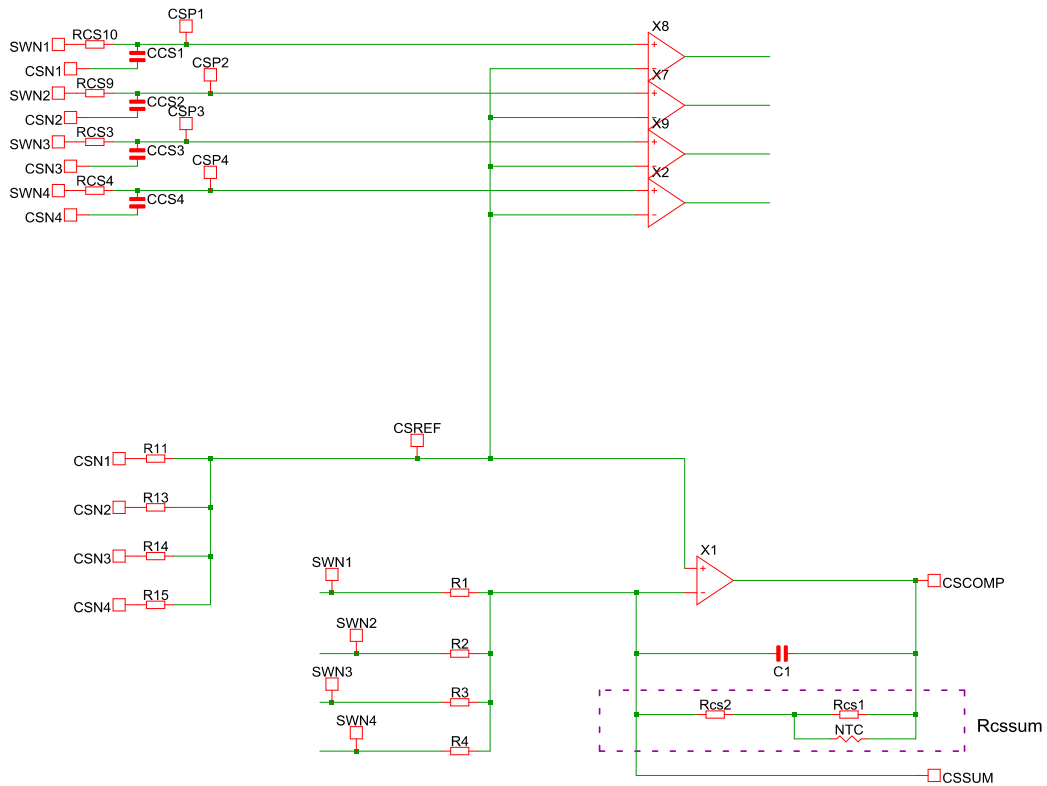 CSP1
X8
RCS10
SWN1
CCS1
CSN1
CSP2
X7
RCS9
SWN2
CCS2
CSN2
CSP3
X9
RCS3
SWN3
CCS3
CSN3
CSP4
X2
RCS4
SWN4
CCS4
CSN4
CSREF
CSN1
R11
CSN2
R13
CSN3
R14
CSN4
R15
X1
SWN1
R1
CSCOMP
SWN2
R2
C1
SWN3
R3
Rcs2
Rcs1
Rcssum
NTC
SWN4
R4
CSSUM